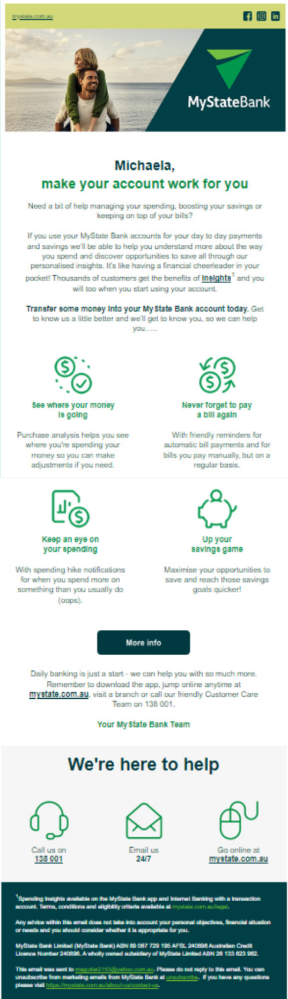 mystate.com.au
MyStateBank
Michaela,
make your account work for you
Need a bit of help managing your spending, boosting your savings or
keeping on top of your bills?
If you use your MyState Bank accounts for your day to day payments
and savings we'll be able to help you understand more about the way
you spend and discover opportunities to save all through our
personalised insights. It's like having a financial cheerleader in your
pocket! Thousands of customers get the benefits of Insights¹ and you
will too when you start using your account.
Transfer some money into your MyState Bank account today. Get
to know us a little better and we'll get to know you, so we can help
you.....
See where your money
is going
Never forget to pay
a bill again
Purchase analysis helps you see
where you're spending your
money so you can make
adjustments if you need.
With friendly reminders for
automatic bill payments and for
bills you pay manually, but on a
regular basis.
Keep an eye on
your spending
Up your
savings game
With spending hike notifications
for when you spend more on
something than you usually do
(oops).
Maximise your opportunities to
save and reach those savings
goals quicker!
More info
Daily banking is just a start - we can help you with so much more.
Remember to download the app, jump online anytime at
mystate.com.au, visit a branch or call our friendly Customer Care
Team on 138 001.
Your MyState Bank Team
We're here to help
Call us on
138 001
Email us
24/7
Go online at
mystate.com.au
¹Spending Insights available on the MyState Bank app and Internet Banking with a transaction
account. Terms, conditions and eligibility criteria available at mystate.com.au/legal.
Any advice within this email does not take into account your personal objectives, financial situation
or needs and you should consider whether it is appropriate for you.
MyState Bank Limited (MyState Bank) ABN 89 067 729 195 AFSL 240896 Australian Credit
Licence Number 240896. A wholly owned subsidiary of MyState Limited ABN 26 133 623 962.
This email was sent to Please do not reply to this email. You can
unsubscribe from marketing emails from MyState Bank at unsubscribe. If you have any questions
please visit https://mystate.com.au/about-us/contact-us.